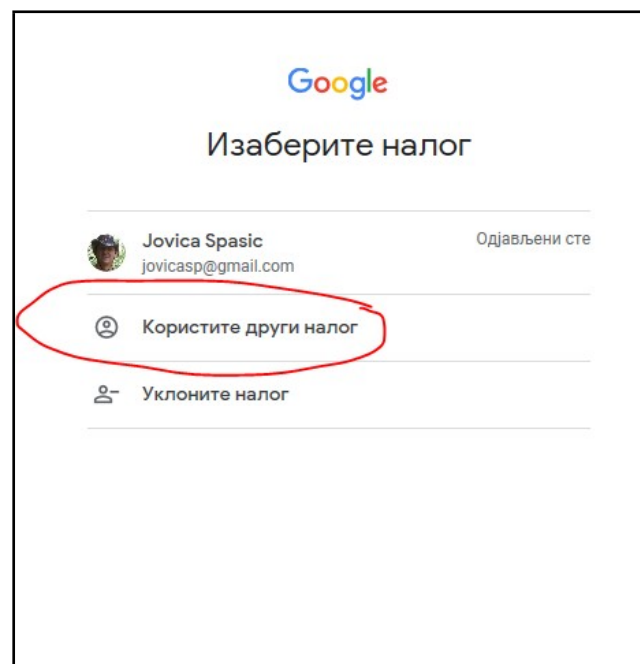 Google
Изаберите налог
Jovica Spasic
Одјављени сте
jovicasp@gmail.com
Користите други налог
Уклоните налог